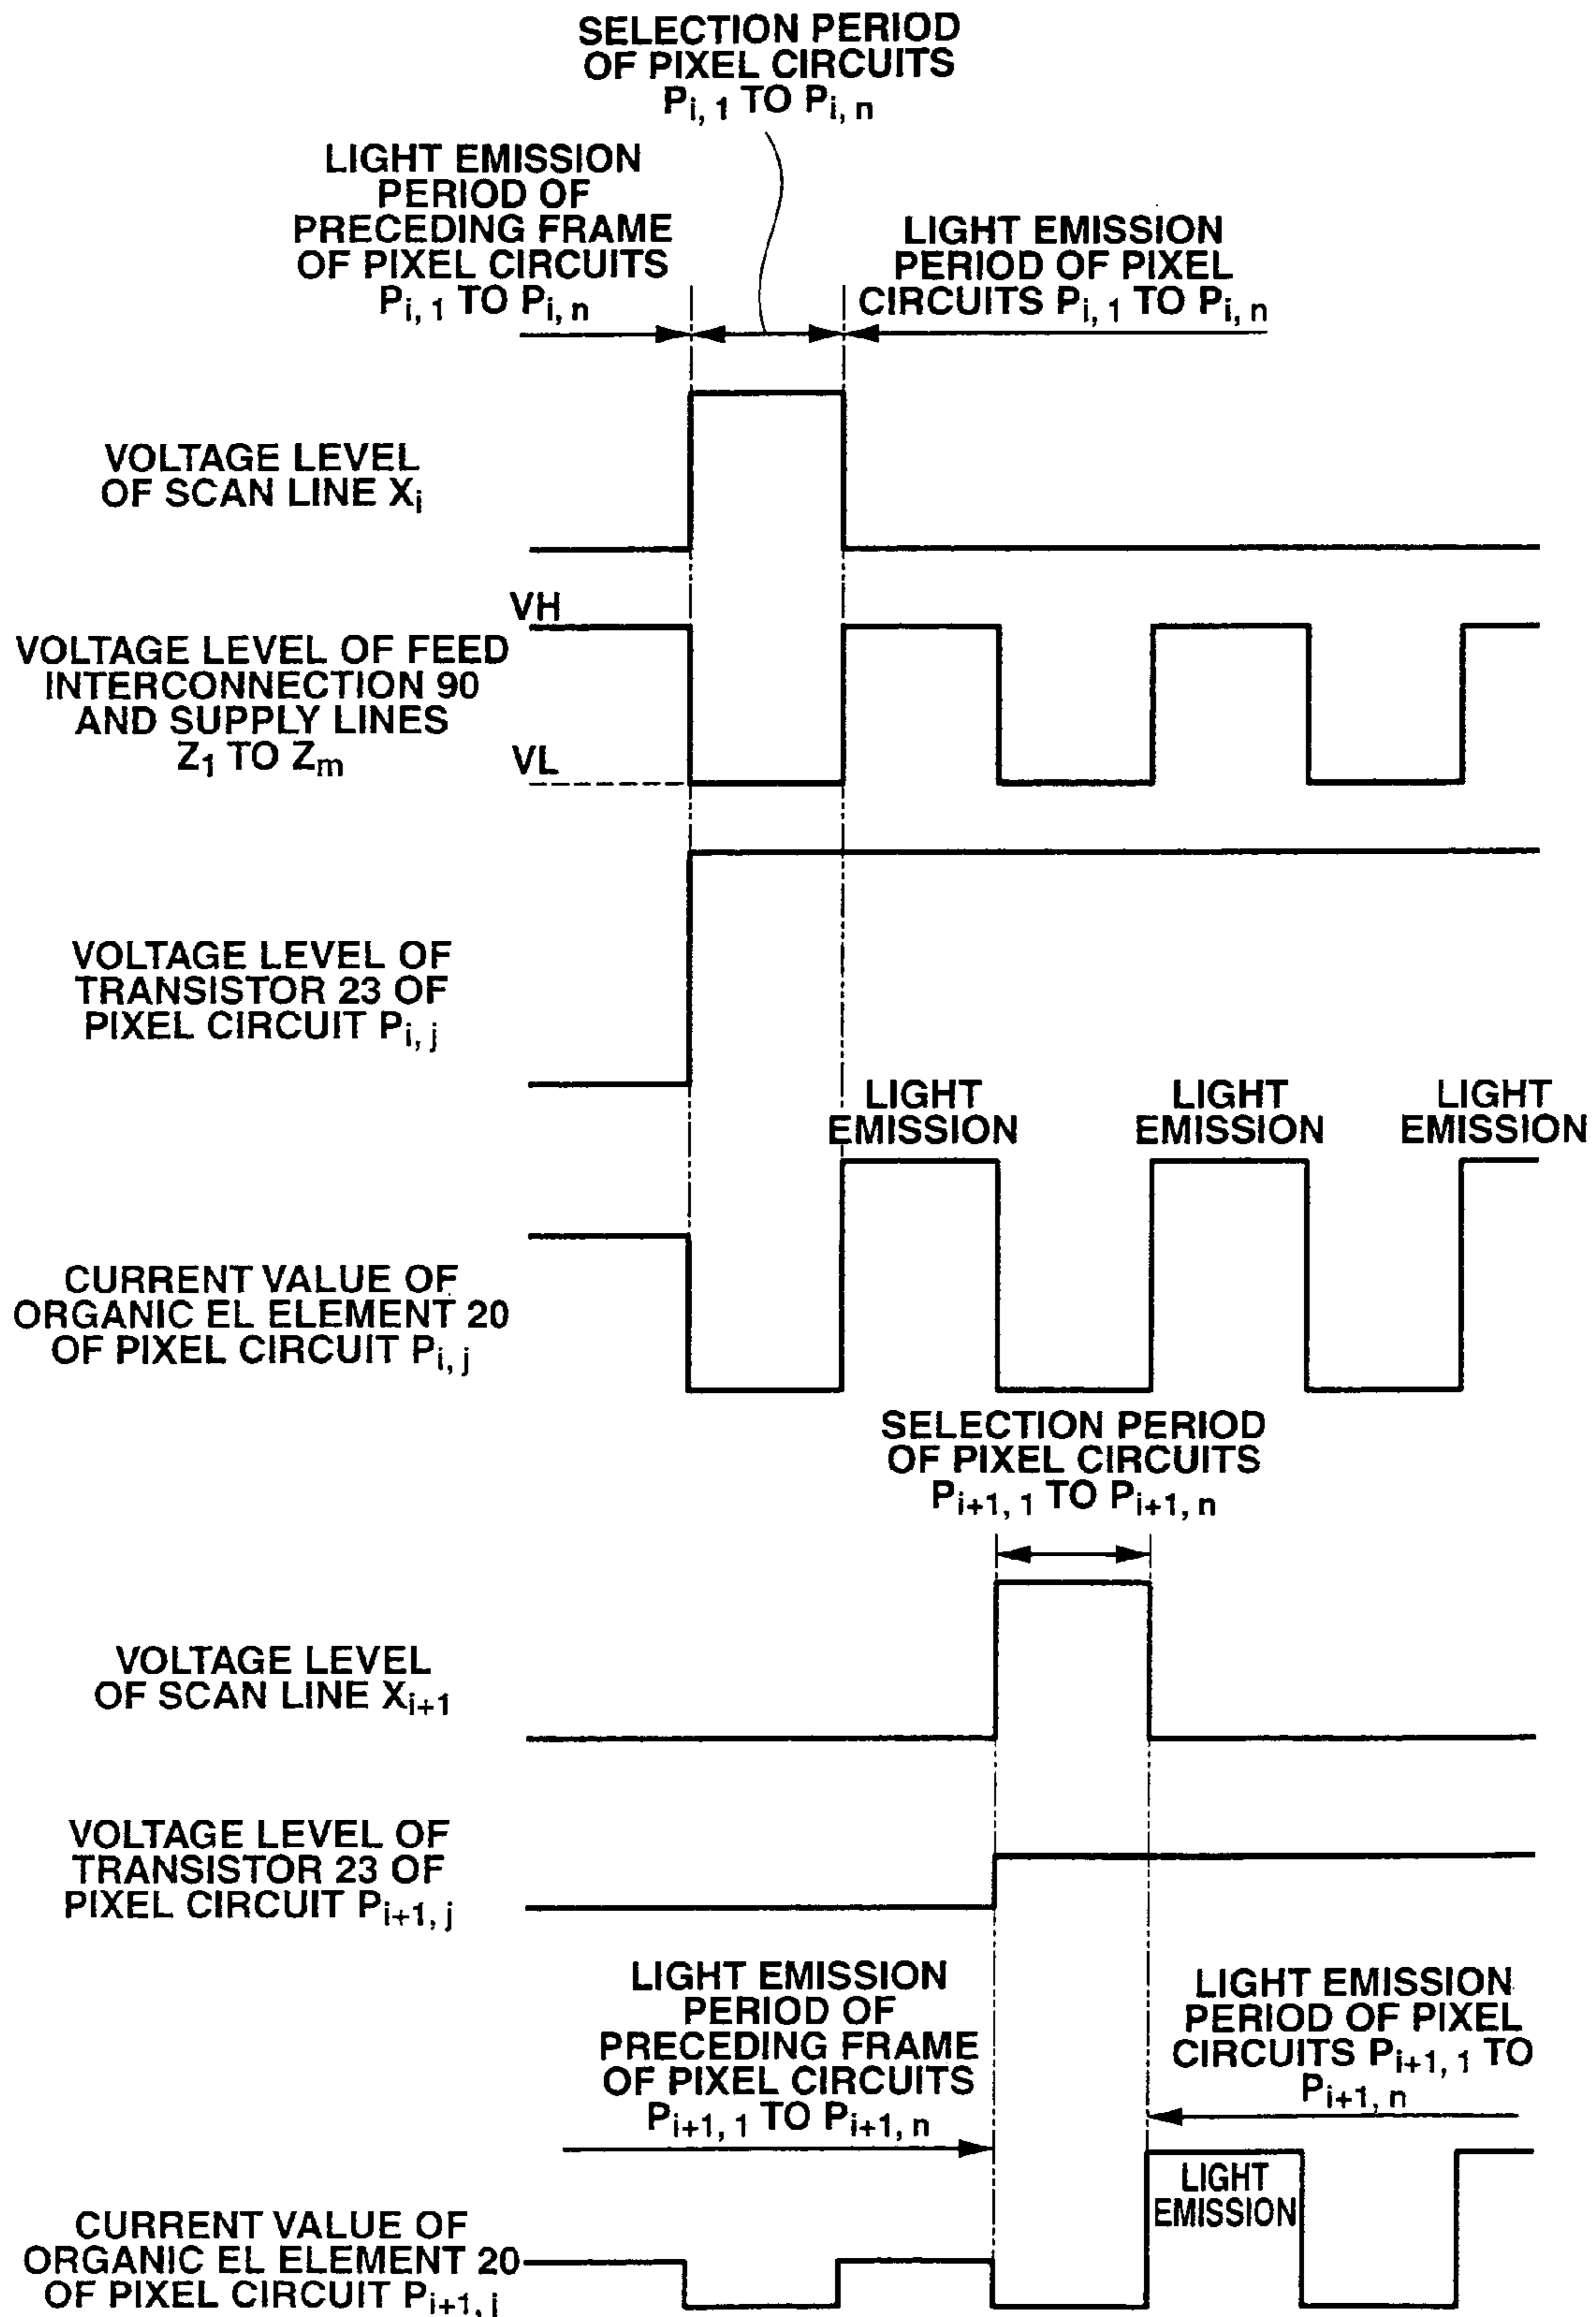 SELECTION PERIOD
OF PIXEL CIRCUITS
Pi, 1 TO Pi, n
LIGHT EMISSION
PERIOD OF
PRECEDING FRAME
OF PIXEL CIRCUITS
Pi, 1 TO Pi, n
LIGHT EMISSION
PERIOD OF PIXEL
CIRCUITS Pi, 1 TO Pi, n
VOLTAGE LEVEL
OF SCAN LINE Xi
VH
VOLTAGE LEVEL OF FEED
INTERCONNECTION 90
AND SUPPLY LINES
Z1 TO Zm
VL
VOLTAGE LEVEL OF
TRANSISTOR 23 OF
PIXEL CIRCUIT Pi, j
LIGHT
EMISSION
LIGHT
EMISSION
LIGHT
EMISSION
CURRENT VALUE OF
ORGANIC EL ELEMENT 20
OF PIXEL CIRCUIT Pi, j
SELECTION PERIOD
OF PIXEL CIRCUITS
Pi+1, 1 TO Pi+1, n
VOLTAGE LEVEL
OF SCAN LINE Xi+1
VOLTAGE LEVEL OF
TRANSISTOR 23 OF
PIXEL CIRCUIT Pi+1, j
LIGHT EMISSION
PERIOD OF
PRECEDING FRAME
OF PIXEL CIRCUITS
Pi+1, 1 TO Pi+1, n
LIGHT EMISSION
PERIOD OF PIXEL
CIRCUITS Pi+1, 1 TO
Pi+1, n
LIGHT
EMISSION
CURRENT VALUE OF
ORGANIC EL ELEMENT 20
OF PIXEL CIRCUIT Pi+1, j